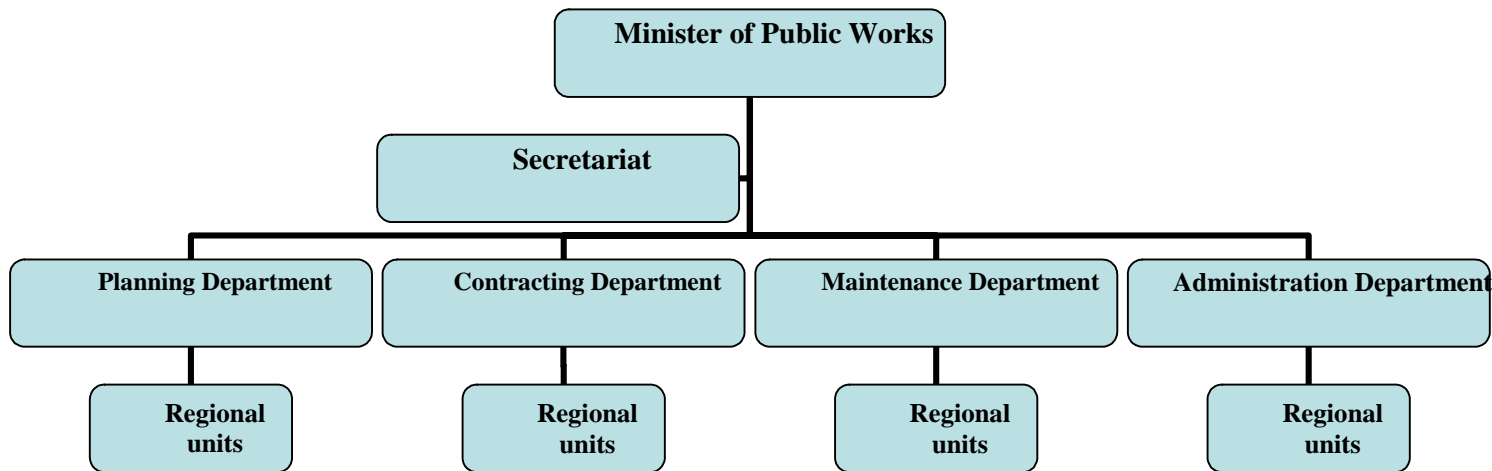 Minister of Public Works
Secretariat
Planning Department
Contracting Department
Maintenance Department
Administration Department
Regional
units
Regional
units
Regional
units
Regional
units